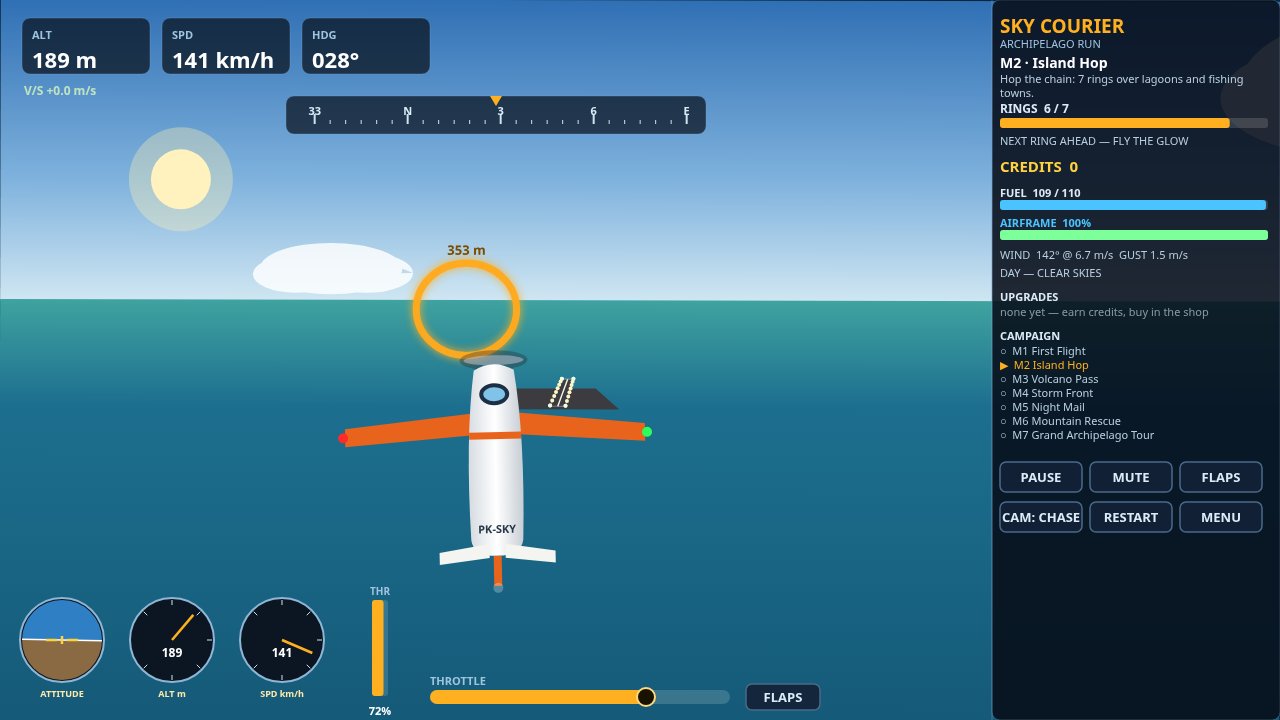 ALT
189 m
SPD
141 km/h
HDG
028°
V/S +0.0 m/s
33 N 3 6 E
353 m
PK-SKY
ATTITUDE
189
ALT m
141
SPD km/h
THR
72%
THROTTLE
FLAPS
SKY COURIER
ARCHIPELAGO RUN
M2 · Island Hop
Hop the chain: 7 rings over lagoons and fishing
towns.
RINGS 6 / 7
NEXT RING AHEAD — FLY THE GLOW
CREDITS 0
FUEL 109 / 110
AIRFRAME 100%
WIND 142° @ 6.7 m/s GUST 1.5 m/s
DAY — CLEAR SKIES
UPGRADES
none yet — earn credits, buy in the shop
CAMPAIGN
○ M1 First Flight
▶ M2 Island Hop
○ M3 Volcano Pass
○ M4 Storm Front
○ M5 Night Mail
○ M6 Mountain Rescue
○ M7 Grand Archipelago Tour
PAUSE MUTE FLAPS
CAM: CHASE RESTART MENU